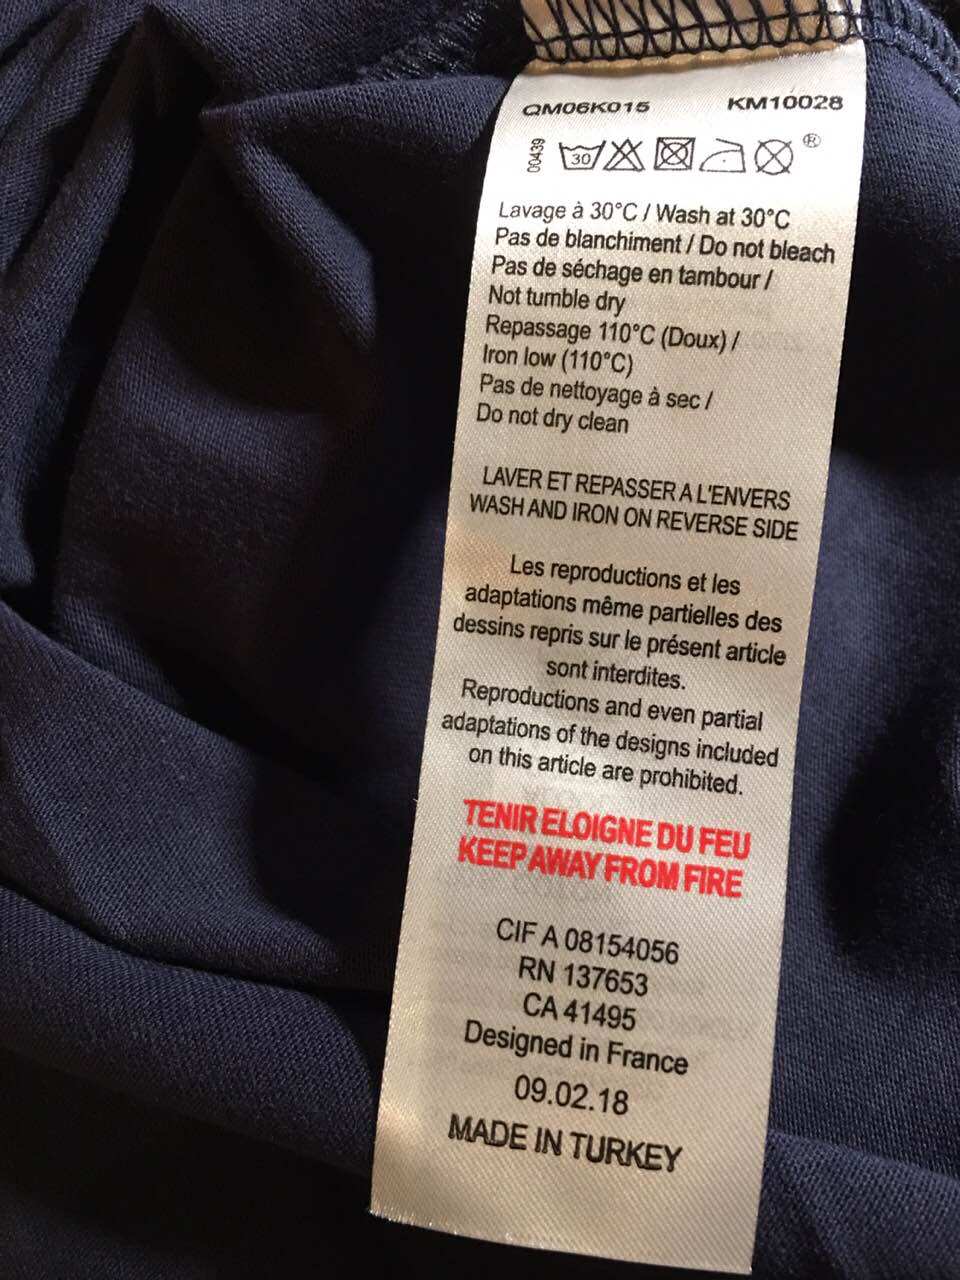 QM06K015 KM10028
00439 30 ®
Lavage à 30°C / Wash at 30°C
Pas de blanchiment / Do not bleach
Pas de séchage en tambour /
Not tumble dry
Repassage 110°C (Doux) /
Iron low (110°C)
Pas de nettoyage à sec /
Do not dry clean
LAVER ET REPASSER A L'ENVERS
WASH AND IRON ON REVERSE SIDE
Les reproductions et les
adaptations même partielles des
dessins repris sur le présent article
sont interdites.
Reproductions and even partial
adaptations of the designs included
on this article are prohibited.
TENIR ELOIGNE DU FEU
KEEP AWAY FROM FIRE
CIF A 08154056
RN 137653
CA 41495
Designed in France
09.02.18
MADE IN TURKEY